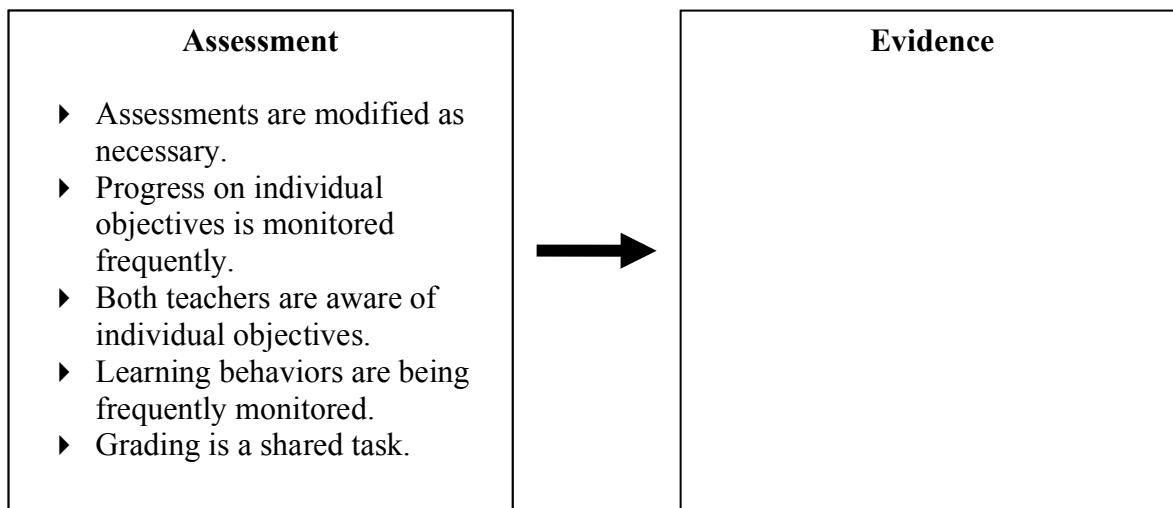 Assessment
Evidence
▶ Assessments are modified as
necessary.
▶ Progress on individual
objectives is monitored
frequently.
▶ Both teachers are aware of
individual objectives.
▶ Learning behaviors are being
frequently monitored.
▶ Grading is a shared task.